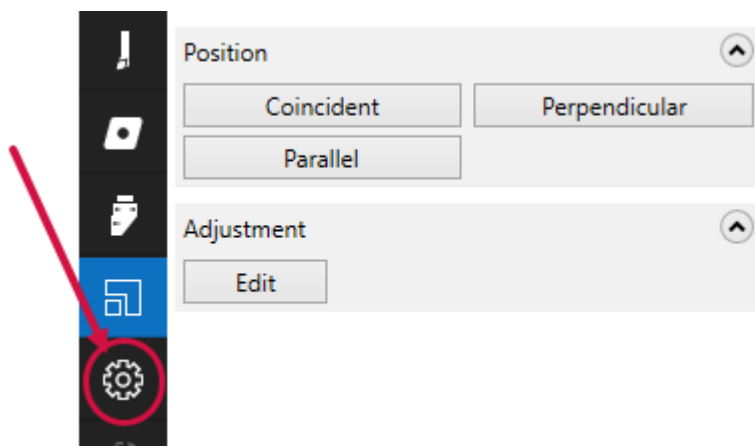 Position
Coincident Perpendicular
Parallel
Adjustment
Edit